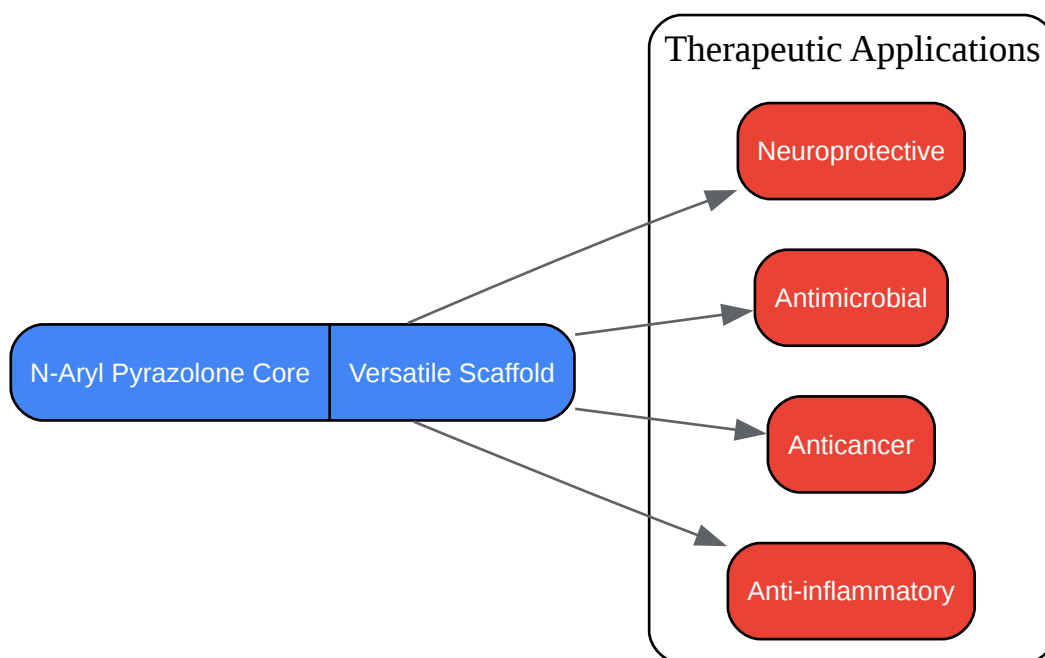 Therapeutic Applications
Neuroprotective
Antimicrobial
N-Aryl Pyrazolone Core
Versatile Scaffold
Anticancer
Anti-inflammatory